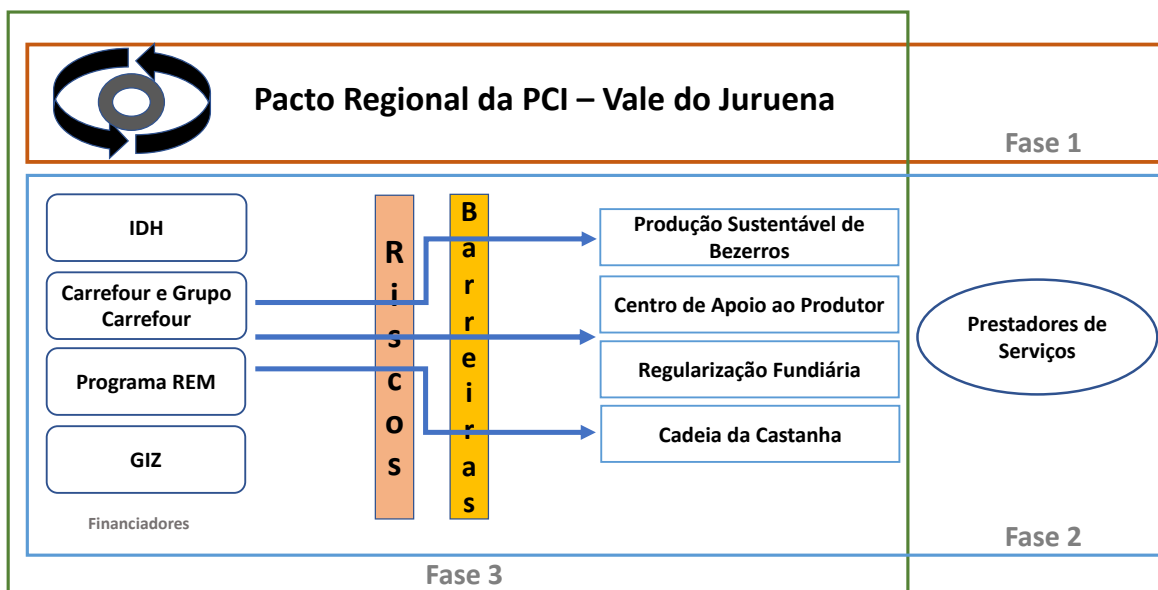 Pacto Regional da PCI – Vale do Juruena
Fase 1
IDH
Carrefour e Grupo
Carrefour
Programa REM
GIZ
Financiadores
Riscos
Barreiras
Produção Sustentável de
Bezerros
Centro de Apoio ao Produtor
Regularização Fundiária
Cadeia da Castanha
Prestadores de
Serviços
Fase 2
Fase 3